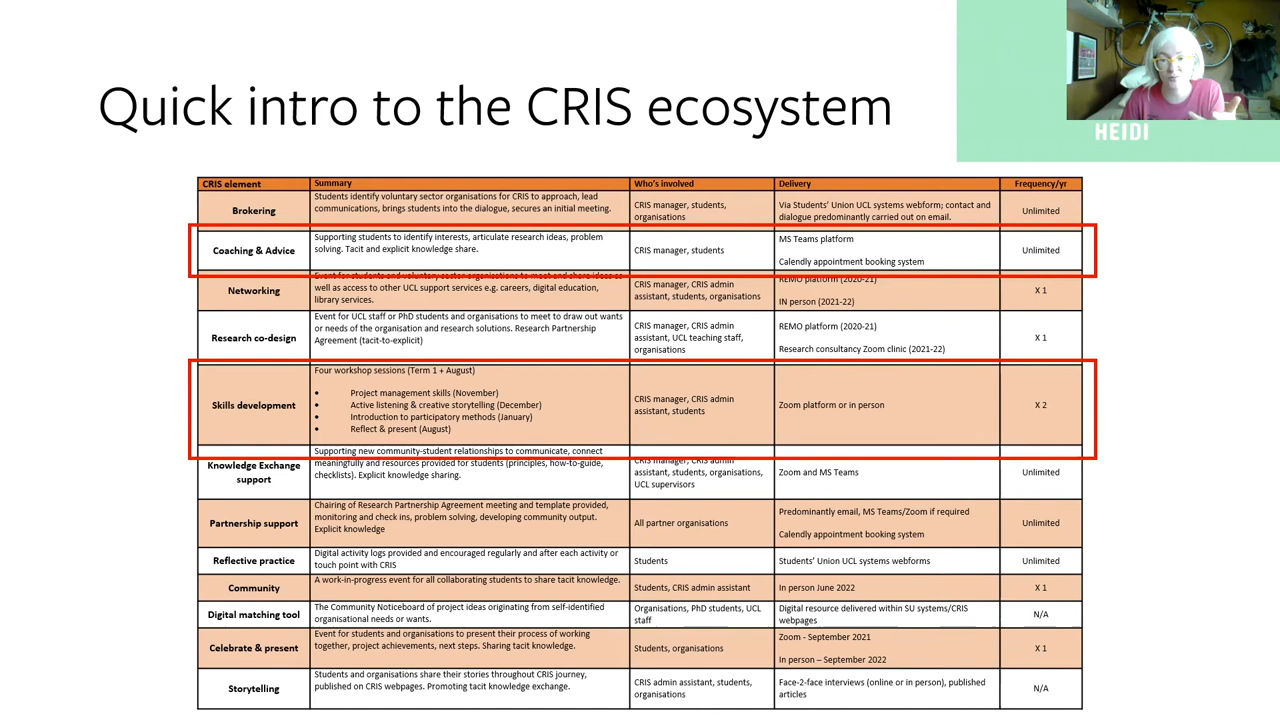 Quick intro to the CRIS ecosystem
HEIDI
CRIS element
Summary
Who's involved
Delivery
Frequency/yr
Brokering
Students identify voluntary sector organisations for CRIS to approach, lead
communications, brings students into the dialogue, secures an initial meeting.
CRIS manager, students,
organisations
Via Students' Union UCL systems webform; contact and
dialogue predominantly carried out on email.
Unlimited
Coaching & Advice
Supporting students to identify interests, articulate research ideas, problem
solving. Tacit and explicit knowledge share.
CRIS manager, students
MS Teams platform
Calendly appointment booking system
Unlimited
Networking
Event for students and voluntary sector organisations to meet and share ideas as
well as access to other UCL support services e.g. careers, digital education,
library services.
CRIS manager, CRIS admin
assistant, students, organisations
REMO platform (2020-21)
IN person (2021-22)
X 1
Research co-design
Event for UCL staff or PhD students and organisations to meet to draw out wants
or needs of the organisation and research solutions. Research Partnership
Agreement (tacit-to-explicit)
CRIS manager, CRIS admin
assistant, UCL teaching staff,
organisations
REMO platform (2020-21)
Research consultancy Zoom clinic (2021-22)
X 1
Skills development
Four workshop sessions (Term 1 + August)
• Project management skills (November)
• Active listening & creative storytelling (December)
• Introduction to participatory methods (January)
• Reflect & present (August)
CRIS manager, CRIS admin
assistant, students
Zoom platform or in person
X 2
Knowledge Exchange
support
Supporting new community-student relationships to communicate, connect
meaningfully and resources provided for students (principles, how-to-guide,
checklists). Explicit knowledge sharing.
CRIS manager, CRIS admin
assistant, students, organisations,
UCL supervisors
Zoom and MS Teams
Unlimited
Partnership support
Chairing of Research Partnership Agreement meeting and template provided,
monitoring and check ins, problem solving, developing community output.
Explicit knowledge
All partner organisations
Predominantly email, MS Teams/Zoom if required
Calendly appointment booking system
Unlimited
Reflective practice
Digital activity logs provided and encouraged regularly and after each activity or
touch point with CRIS
Students
Students' Union UCL systems webforms
Unlimited
Community
A work-in-progress event for all collaborating students to share tacit knowledge.
Students, CRIS admin assistant
In person June 2022
X 1
Digital matching tool
The Community Noticeboard of project ideas originating from self-identified
organisational needs or wants.
Organisations, PhD students, UCL
staff
Digital resource delivered within SU systems/CRIS
webpages
N/A
Celebrate & present
Event for students and organisations to present their process of working
together, project achievements, next steps. Sharing tacit knowledge.
Students, organisations
Zoom - September 2021
In person – September 2022
X 1
Storytelling
Students and organisations share their stories throughout CRIS journey,
published on CRIS webpages. Promoting tacit knowledge exchange.
CRIS admin assistant, students,
organisations
Face-2-face interviews (online or in person), published
articles
N/A